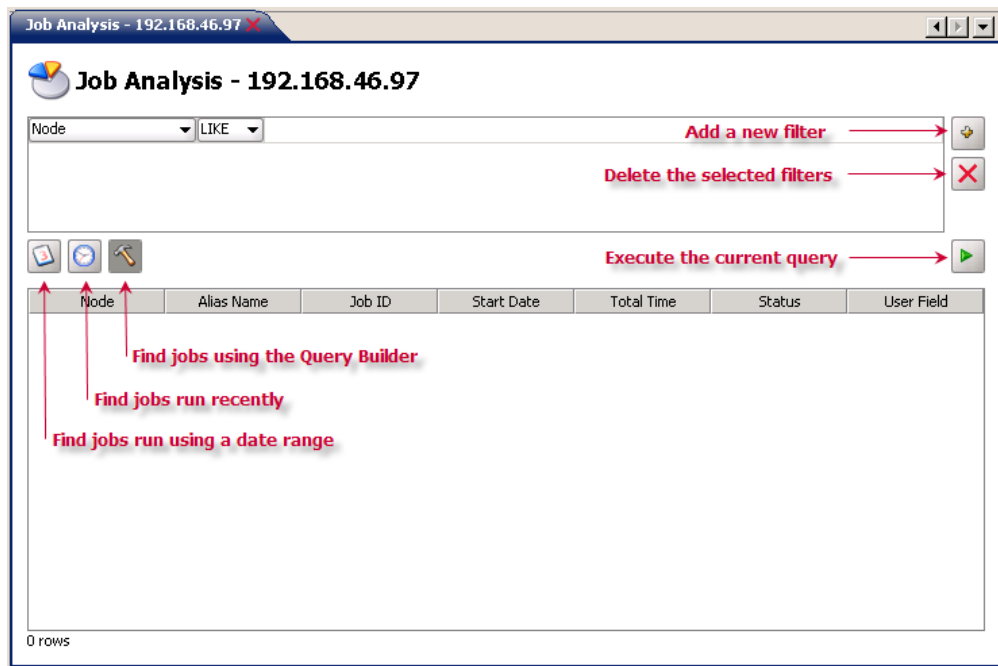 Job Analysis - 192.168.46.97
Job Analysis - 192.168.46.97
Node LIKE
Add a new filter
Delete the selected filters
3
Execute the current query
Node Alias Name Job ID Start Date Total Time Status User Field
Find jobs using the Query Builder
Find jobs run recently
Find jobs run using a date range
0 rows